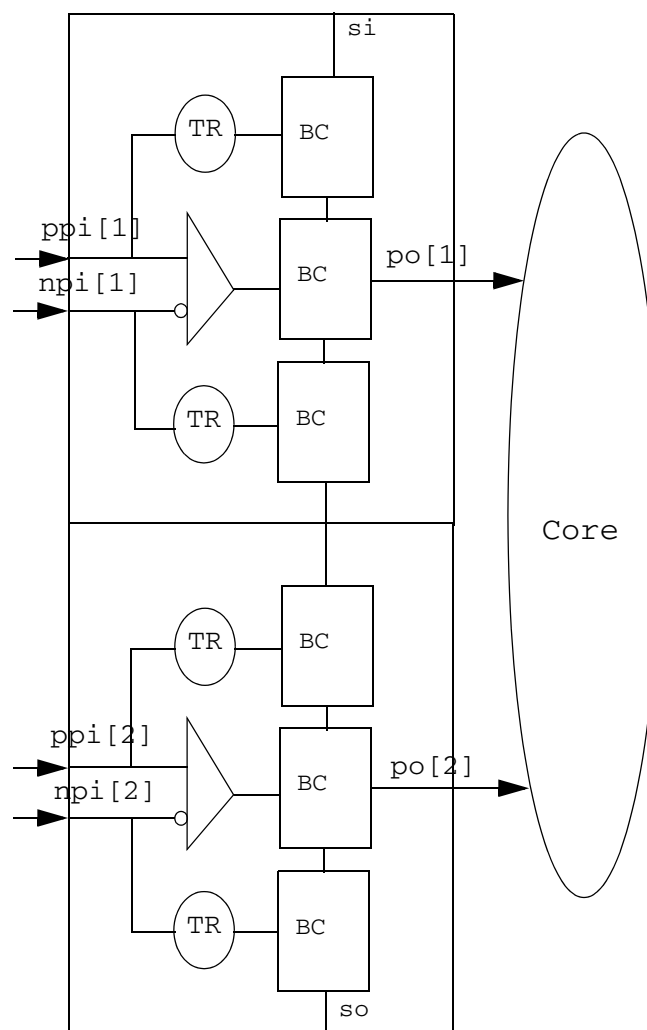 si
TR
BC
ppi[1]
po[1]
BC
npi[1]
TR
BC
Core
TR
BC
ppi[2]
po[2]
npi[2]
BC
TR
BC
so